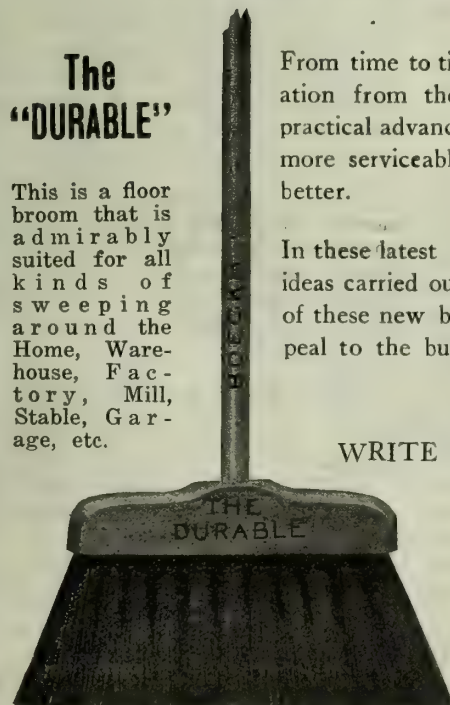 The
"DURABLE"
This is a floor
broom that is
admirably
suited for all
kinds of
sweeping
around the
Home, Ware-
house, Fac-
tory, Mill,
Stable, Gar-
age, etc.
From time to ti
ation from the
practical advanc
more serviceabl
better.
In these latest
ideas carried ou
of these new b
peal to the bu
WRITE
BOECKH
THE
DURABLE